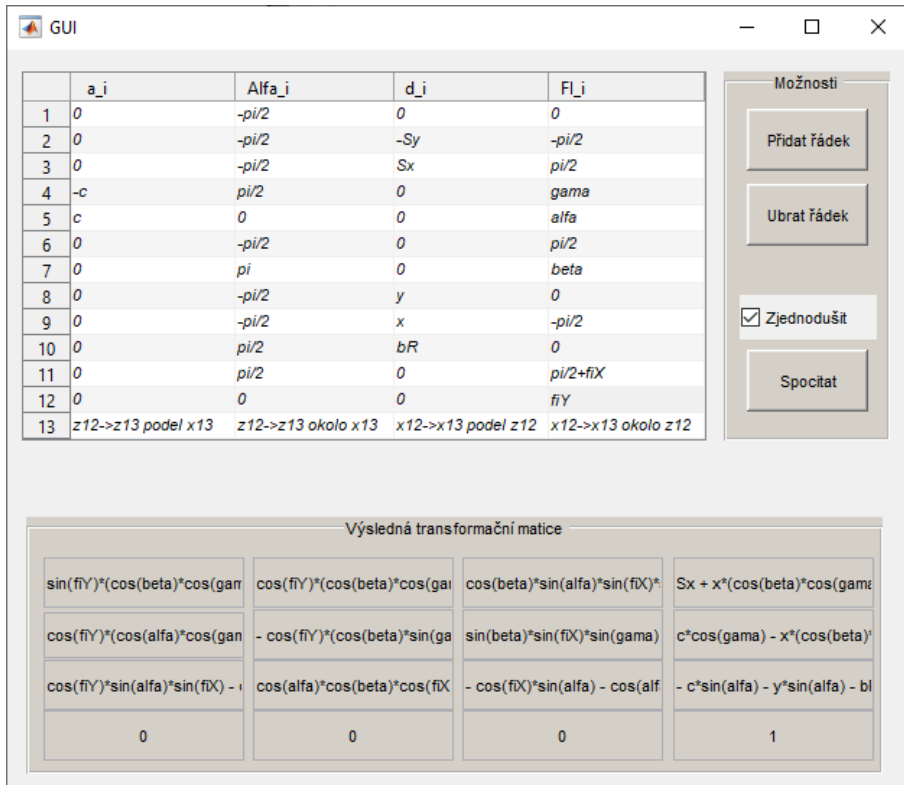 GUI
a_i Alfa_i d_i FI_i
1 0 -pi/2 0 0
2 0 -pi/2 -Sy -pi/2
3 0 -pi/2 Sx pi/2
4 -c pi/2 0 gama
5 c 0 0 alfa
6 0 -pi/2 0 pi/2
7 0 pi 0 beta
8 0 -pi/2 y 0
9 0 -pi/2 x -pi/2
10 0 pi/2 bR 0
11 0 pi/2 0 pi/2+fiX
12 0 0 0 fiY
13 z12->z13 podel x13 z12->z13 okolo x13 x12->x13 podel z12 x12->x13 okolo z12
Možnosti
Přidat řádek
Ubrat řádek
Zjednodušit
Spocitat
Výsledná transformační matice
sin(fiY)*(cos(beta)*cos(gam cos(fiY)*(cos(beta)*cos(gar cos(beta)*sin(alfa)*sin(fiX)* Sx + x*(cos(beta)*cos(gama
cos(fiY)*(cos(alfa)*cos(gan - cos(fiY)*(cos(beta)*sin(ga sin(beta)*sin(fiX)*sin(gama) c*cos(gama) - x*(cos(beta)*
cos(fiY)*sin(alfa)*sin(fiX) - cos(alfa)*cos(beta)*cos(fiX - cos(fiX)*sin(alfa) - cos(alf - c*sin(alfa) - y*sin(alfa) - b
0 0 0 1